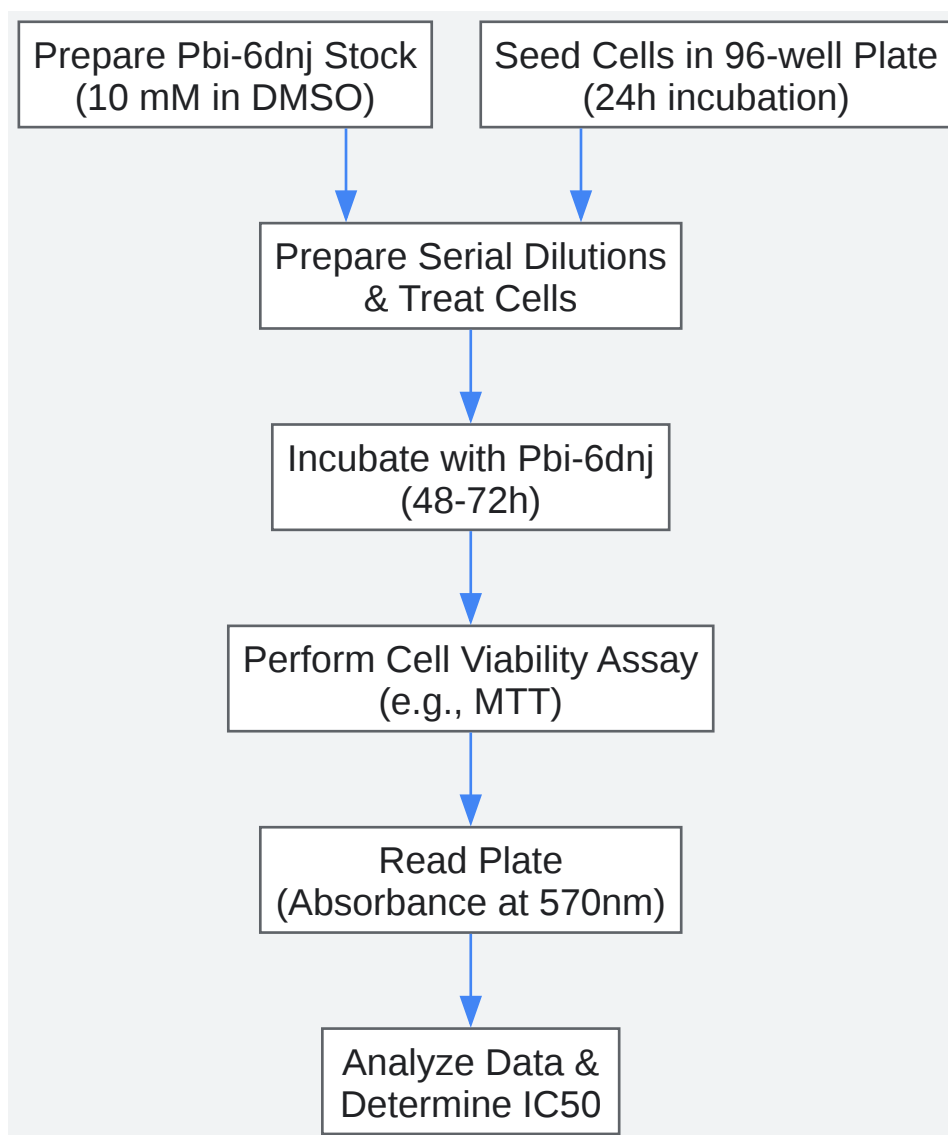 Prepare Pbi-6dnj Stock
(10 mM in DMSO)
Seed Cells in 96-well Plate
(24h incubation)
Prepare Serial Dilutions
& Treat Cells
Incubate with Pbi-6dnj
(48-72h)
Perform Cell Viability Assay
(e.g., MTT)
Read Plate
(Absorbance at 570nm)
Analyze Data &
Determine IC50